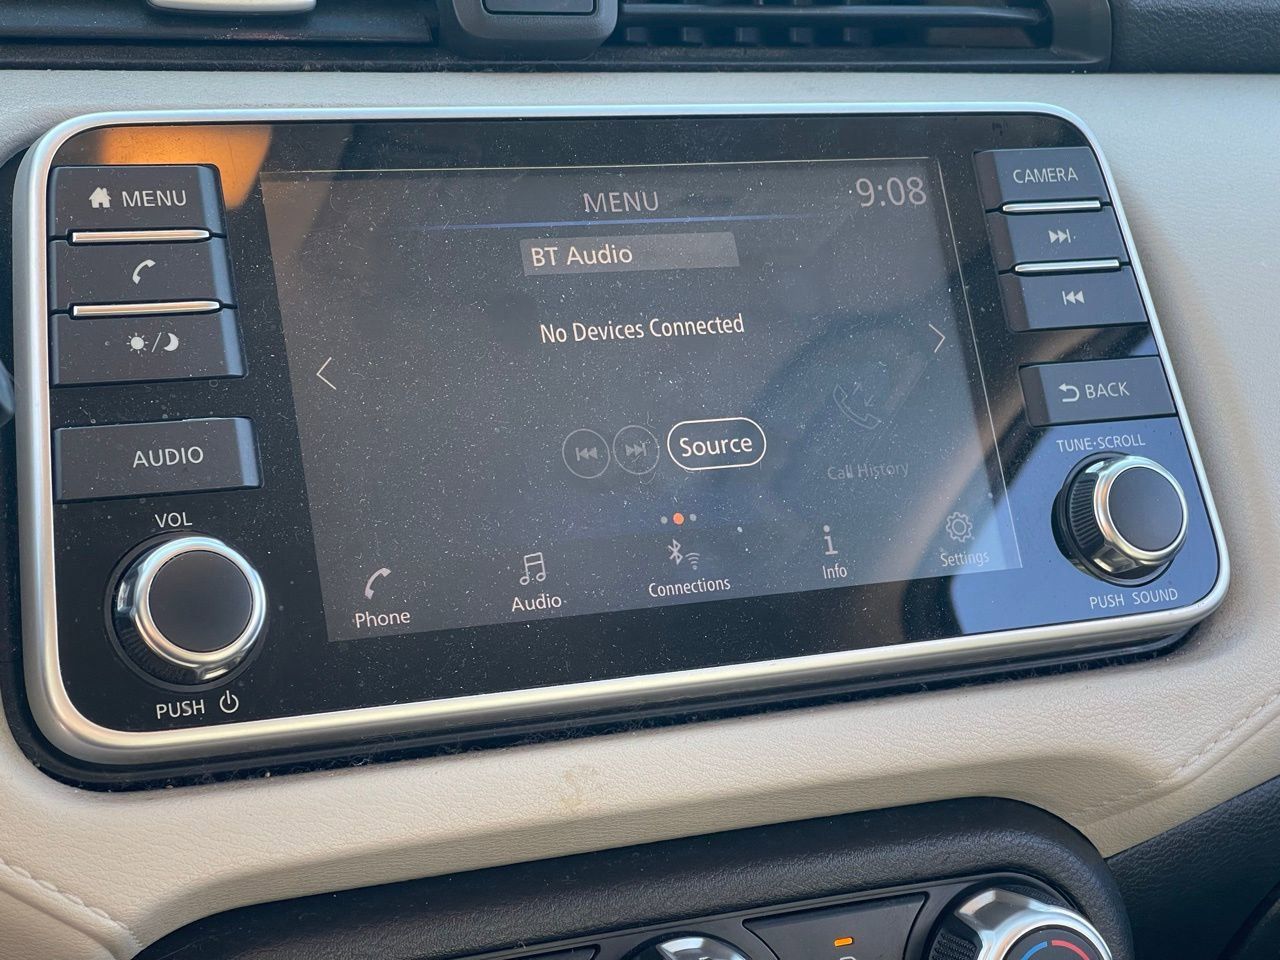 MENU
AUDIO
VOL
PUSH
MENU
9:08
BT Audio
No Devices Connected
Source
Call History
Phone
Audio
Connections
Info
Settings
CAMERA
BACK
TUNE·SCROLL
PUSH SOUND